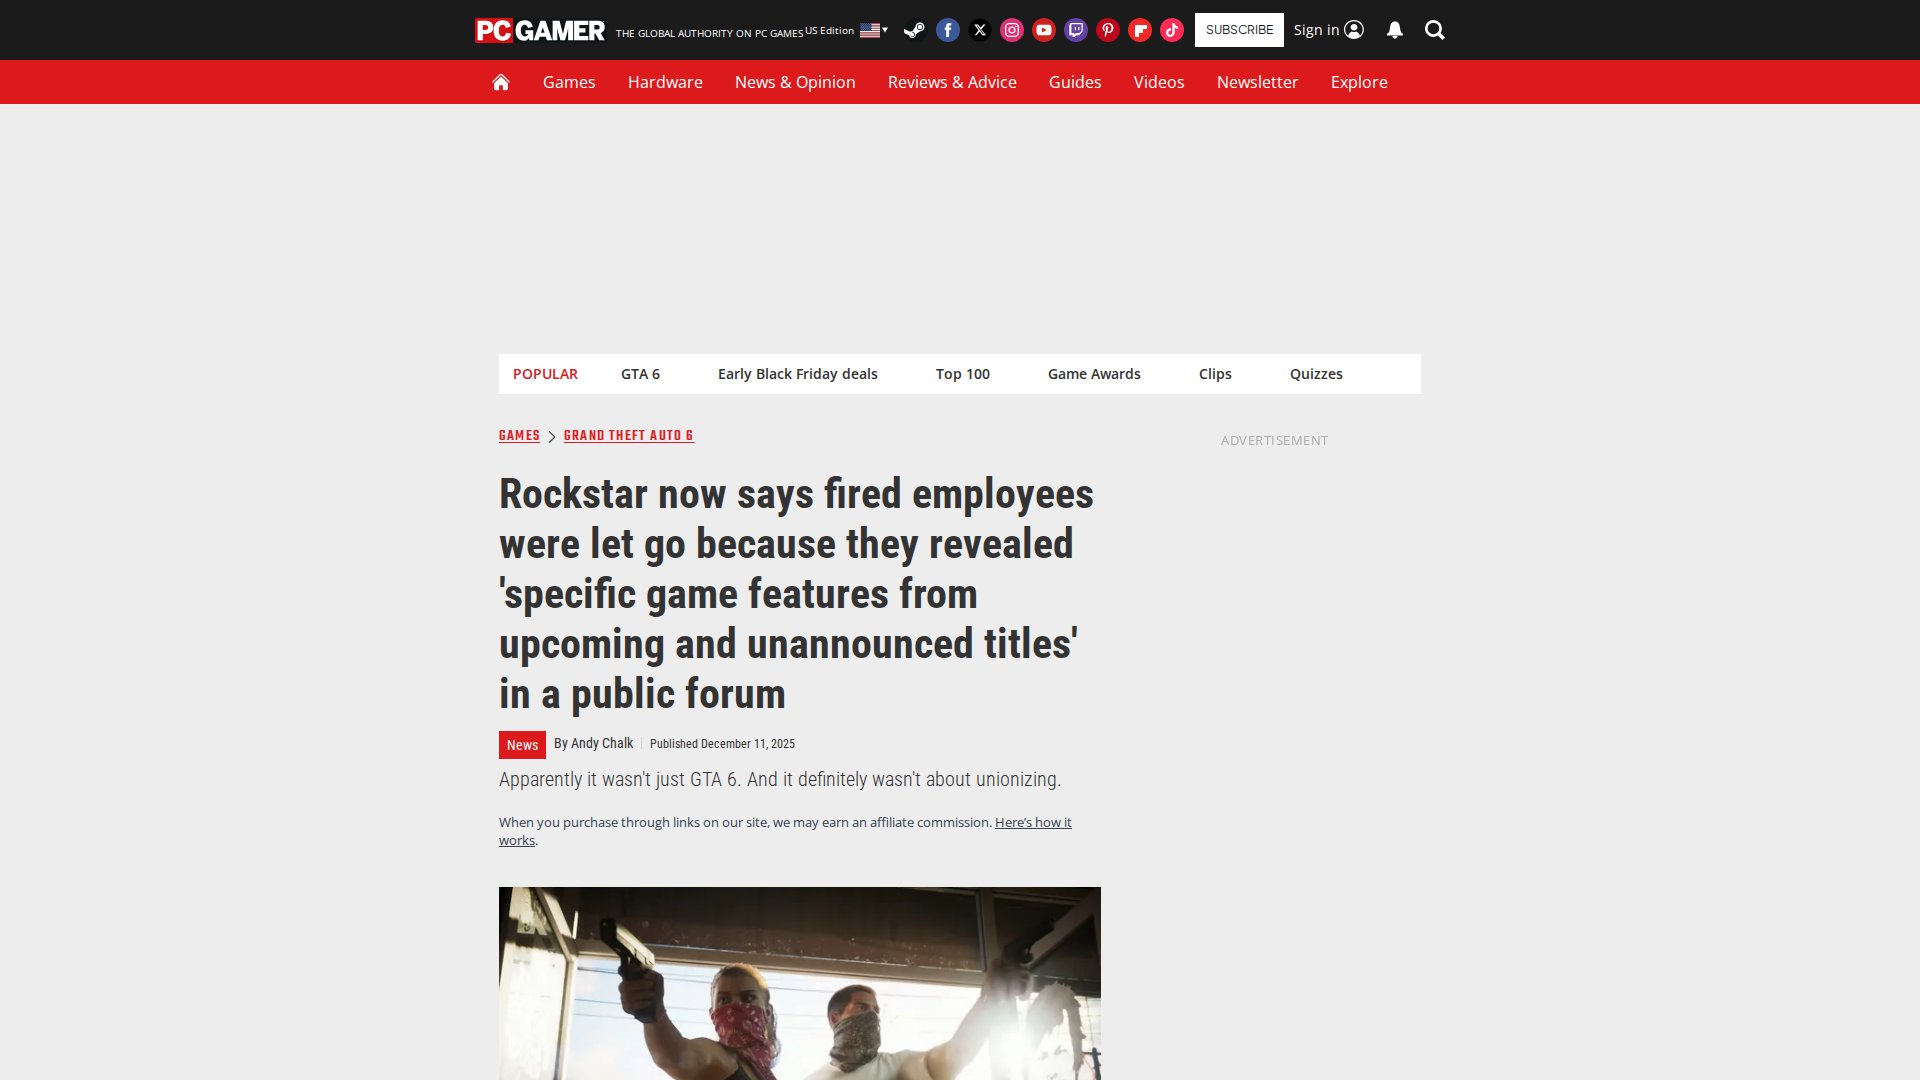 PC GAMER THE GLOBAL AUTHORITY ON PC GAMES US Edition SUBSCRIBE Sign in
Games Hardware News & Opinion Reviews & Advice Guides Videos Newsletter Explore
POPULAR GTA 6 Early Black Friday deals Top 100 Game Awards Clips Quizzes
GAMES GRAND THEFT AUTO 6
ADVERTISEMENT
Rockstar now says fired employees
were let go because they revealed
'specific game features from
upcoming and unannounced titles'
in a public forum
News By Andy Chalk Published December 11, 2025
Apparently it wasn't just GTA 6. And it definitely wasn't about unionizing.
When you purchase through links on our site, we may earn an affiliate commission. Here’s how it
works.